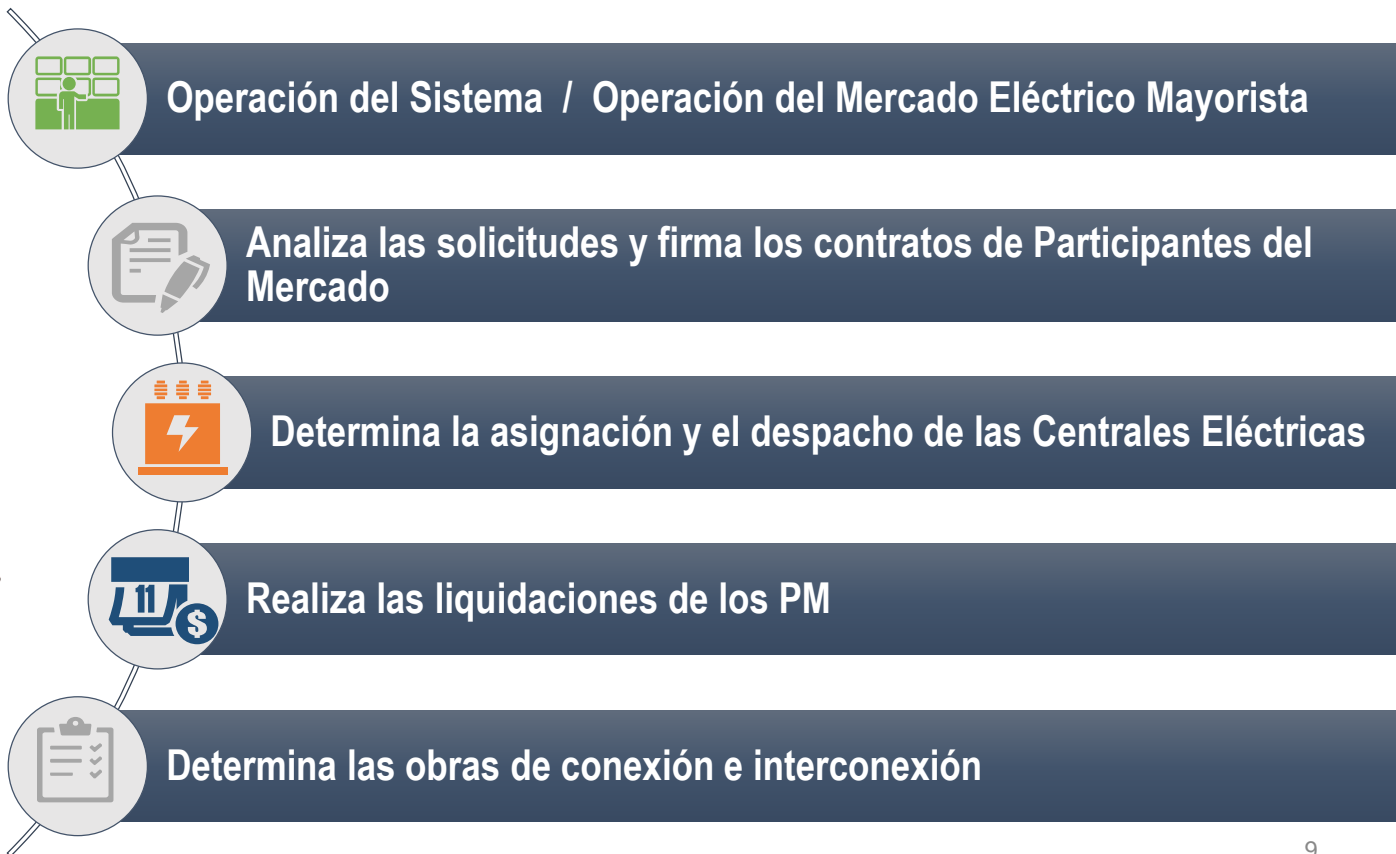 Operación del Sistema / Operación del Mercado Eléctrico Mayorista
Analiza las solicitudes y firma los contratos de Participantes del
Mercado
Determina la asignación y el despacho de las Centrales Eléctricas
11
$
Realiza las liquidaciones de los PM
Determina las obras de conexión e interconexión
9